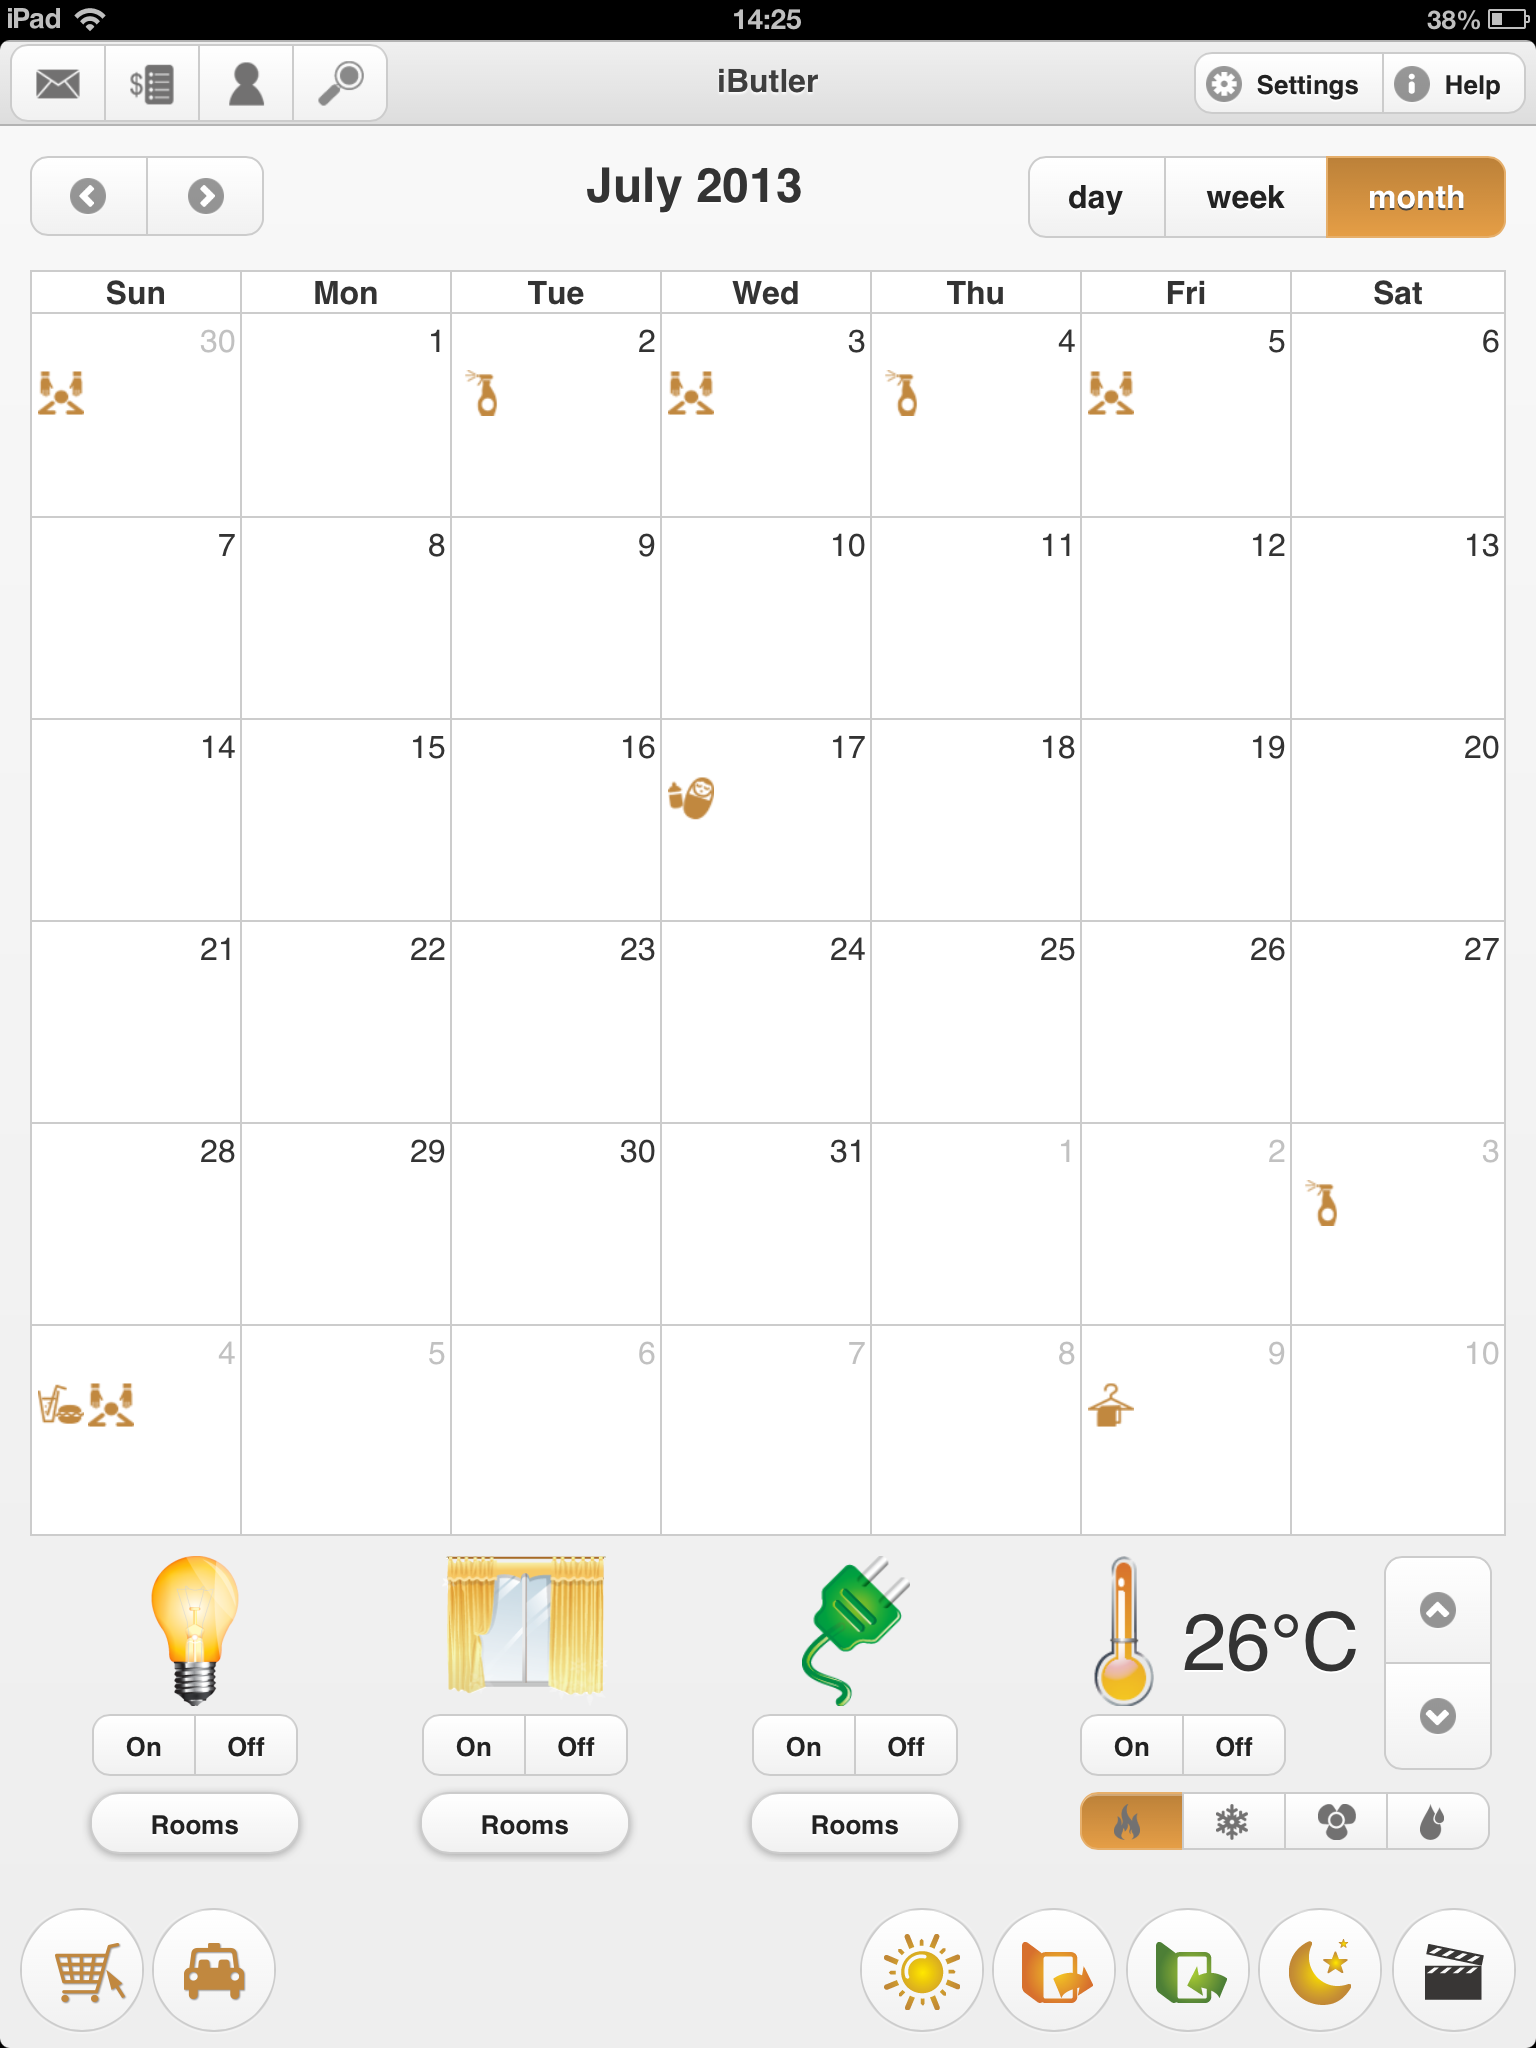 iPad 14:25 38%
$ iButler Settings i Help
July 2013 day week month
Sun Mon Tue Wed Thu Fri Sat
30 1 2 3 4 5 6
7 8 9 10 11 12 13
14 15 16 17 18 19 20
21 22 23 24 25 26 27
28 29 30 31 1 2 3
4 5 6 7 8 9 10
26°C
On Off On Off On Off On Off
Rooms Rooms Rooms